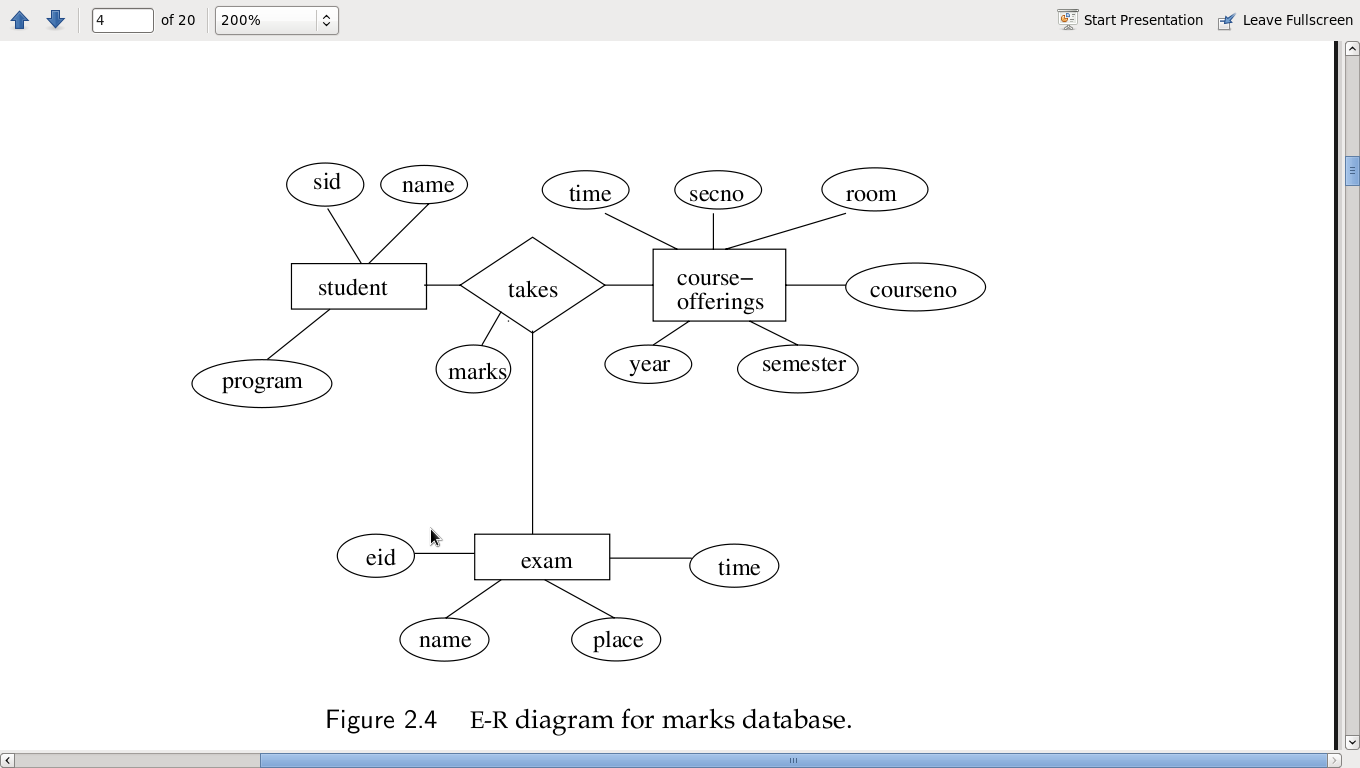 4 of 20 200% Start Presentation Leave Fullscreen
sid name time secno room
student takes course–
offerings courseno
program marks year semester
eid exam time
name place
Figure 2.4 E-R diagram for marks database.